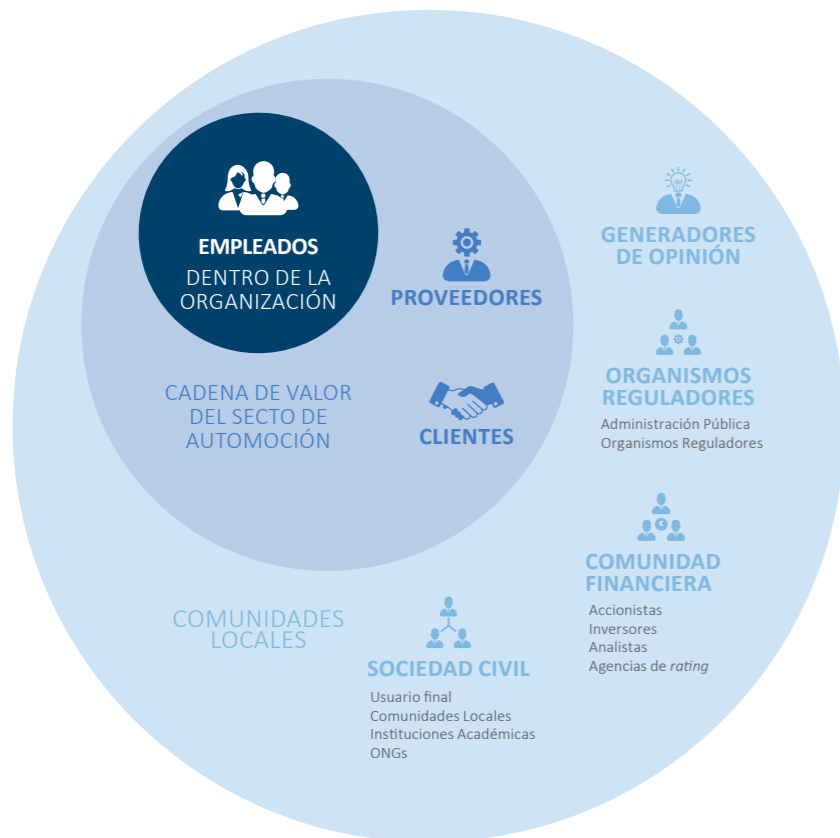 EMPLEADOS
DENTRO DE LA
ORGANIZACIÓN
PROVEEDORES
CADENA DE VALOR
DEL SECTO DE
AUTOMOCIÓN
CLIENTES
GENERADORES
DE OPINIÓN
ORGANISMOS
REGULADORES
Administración Pública
Organismos Reguladores
COMUNIDAD
FINANCIERA
Accionistas
Inversores
Analistas
Agencias de rating
COMUNIDADES
LOCALES
SOCIEDAD CIVIL
Usuario final
Comunidades Locales
Instituciones Académicas
ONGs